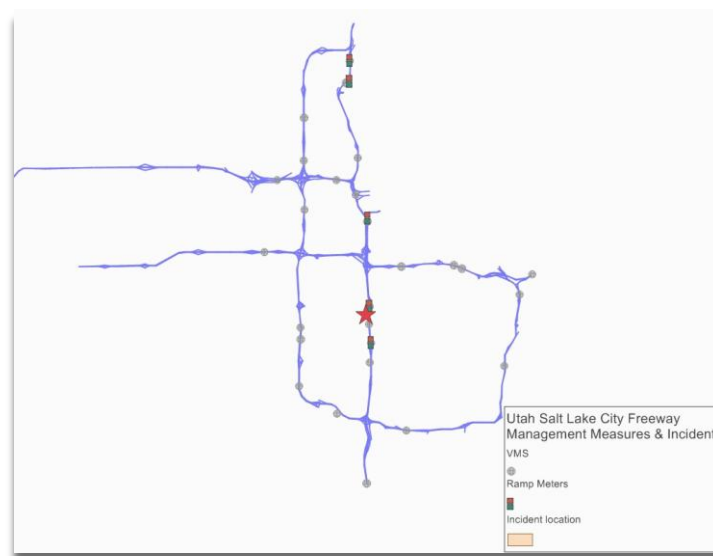 Utah Salt Lake City Freeway
Management Measures & Incident
VMS
Ramp Meters
Incident location